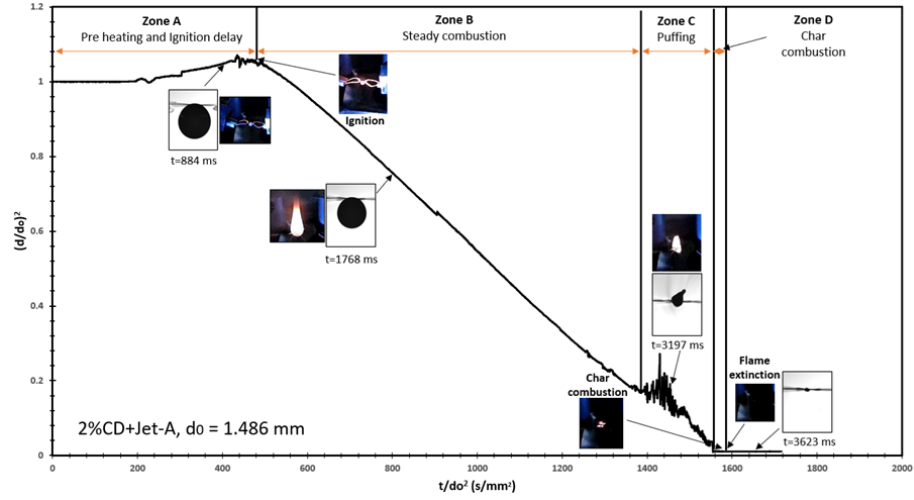 Zone A
Pre heating and Ignition delay
Zone B
Steady combustion
Zone C
Puffing
Zone D
Char
combustion
1.2
1
0.8
0.6
0.4
0.2
0
(d/do)²
Ignition
t=884 ms
t=1768 ms
t=3197 ms
Char
combustion
Flame
extinction
t=3623 ms
2%CD+Jet-A, d0 = 1.486 mm
0
200
400
600
800
1000
1200
1400
1600
1800
2000
t/do² (s/mm²)